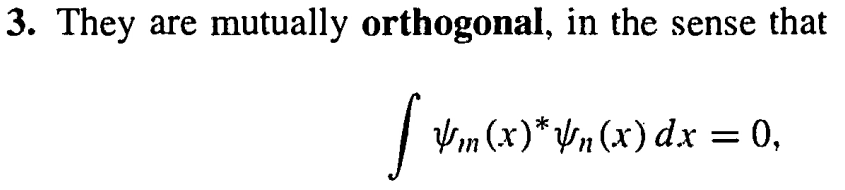 3. They are mutually orthogonal, in the sense that
∫ ψₘ(x)*ψₙ(x) dx = 0,